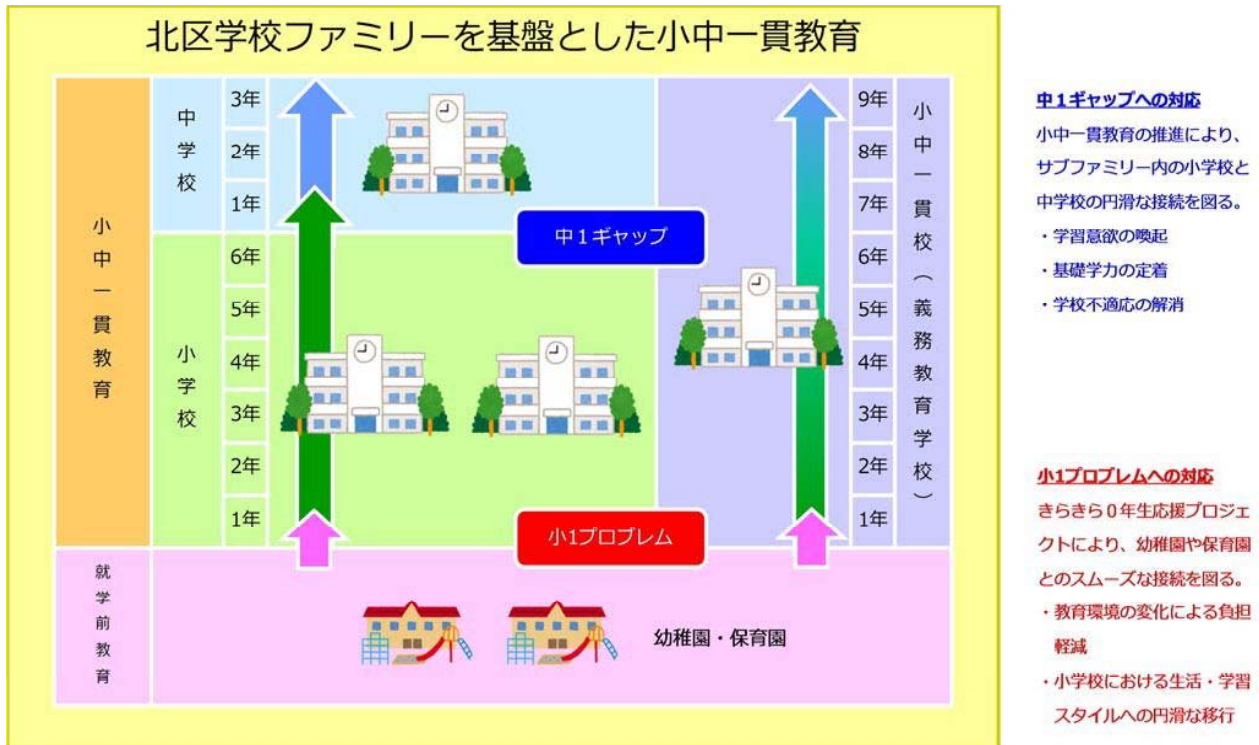 北区学校ファミリーを基盤とした小中一貫教育
小中一貫教育
中学校
3年
2年
1年
小学校
6年
5年
4年
3年
2年
1年
中１ギャップ
小1プロブレム
9年
8年
7年
6年
5年
4年
3年
2年
1年
小中一貫校（義務教育学校）
就学前教育
幼稚園・保育園
中１ギャップへの対応
小中一貫教育の推進により、
サブファミリー内の小学校と
中学校の円滑な接続を図る。
・学習意欲の喚起
・基礎学力の定着
・学校不適応の解消
小1プロブレムへの対応
きらきら０年生応援プロジェ
クトにより、幼稚園や保育園
とのスムーズな接続を図る。
・教育環境の変化による負担
軽減
・小学校における生活・学習
スタイルへの円滑な移行